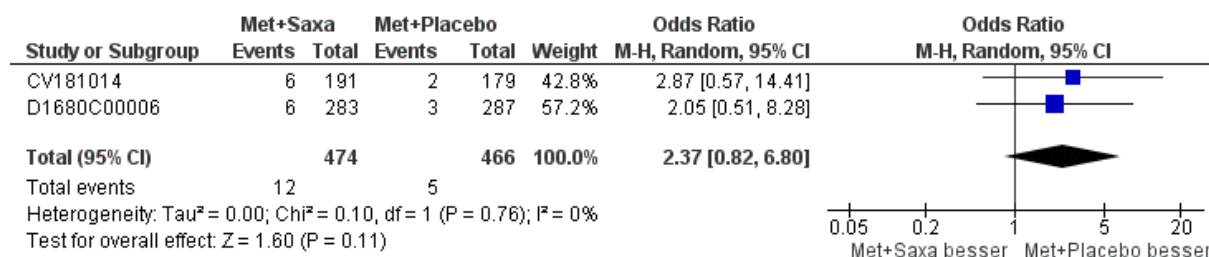 Met+Saxa Met+Placebo Odds Ratio Odds Ratio
Study or Subgroup Events Total Events Total Weight M-H, Random, 95% CI M-H, Random, 95% CI
CV181014 6 191 2 179 42.8% 2.87 [0.57, 14.41]
D1680C00006 6 283 3 287 57.2% 2.05 [0.51, 8.28]
Total (95% CI) 474 466 100.0% 2.37 [0.82, 6.80]
Total events 12 5
Heterogeneity: Tau² = 0.00; Chi² = 0.10, df = 1 (P = 0.76); I² = 0%
Test for overall effect: Z = 1.60 (P = 0.11)
0.05 0.2 1 5 20
Met+Saxa besser Met+Placebo besser